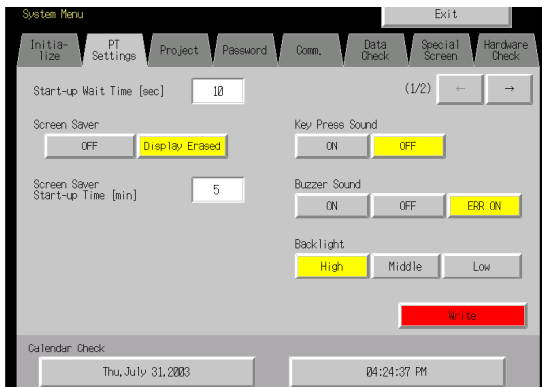 System Menu
Exit
Initia-
lize
PT
Settings
Project
Password
Comm.
Data
Check
Special
Screen
Hardware
Check
Start-up Wait Time [sec]
10
(1/2)
←
→
Screen Saver
OFF
Display Erased
Key Press Sound
ON
OFF
Screen Saver
Start-up Time [min]
5
Buzzer Sound
ON
OFF
ERR ON
Backlight
High
Middle
Low
Write
Calendar Check
Thu,July 31,2003
04:24:37 PM